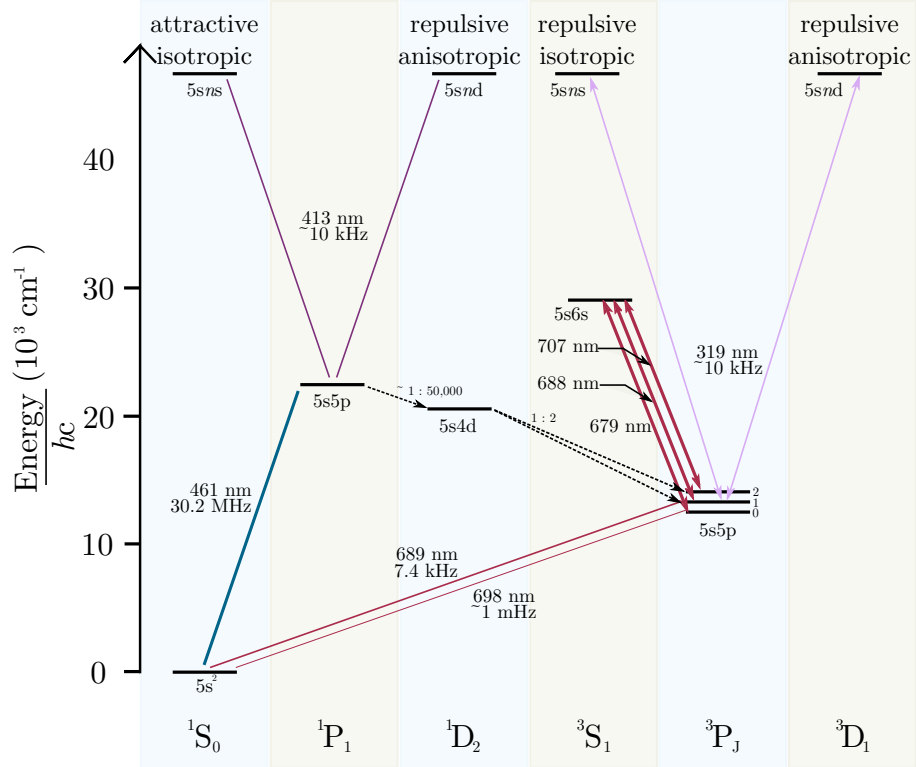 attractive
isotropic
repulsive
anisotropic
repulsive
isotropic
repulsive
anisotropic
5sns
5snd
5sns
5snd
40
30
20
10
0
Energy (10³ cm⁻¹)
hc
413 nm
~10 kHz
5s6s
707 nm
688 nm
679 nm
319 nm
~10 kHz
5s5p
~ 1 : 50,000
5s4d
1 : 2
461 nm
30.2 MHz
2
1
0
5s5p
689 nm
7.4 kHz
698 nm
~1 mHz
5s²
¹S₀
¹P₁
¹D₂
³S₁
³P_J
³D₁